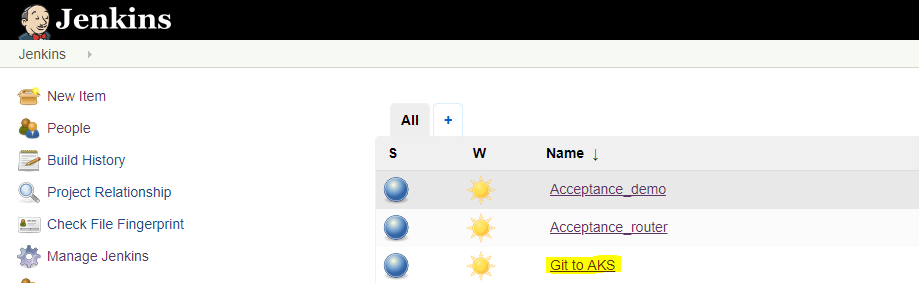 Jenkins
Jenkins
New Item
People
Build History
Project Relationship
Check File Fingerprint
Manage Jenkins
All +
S W Name ↓
Acceptance_demo
Acceptance_router
Git to AKS